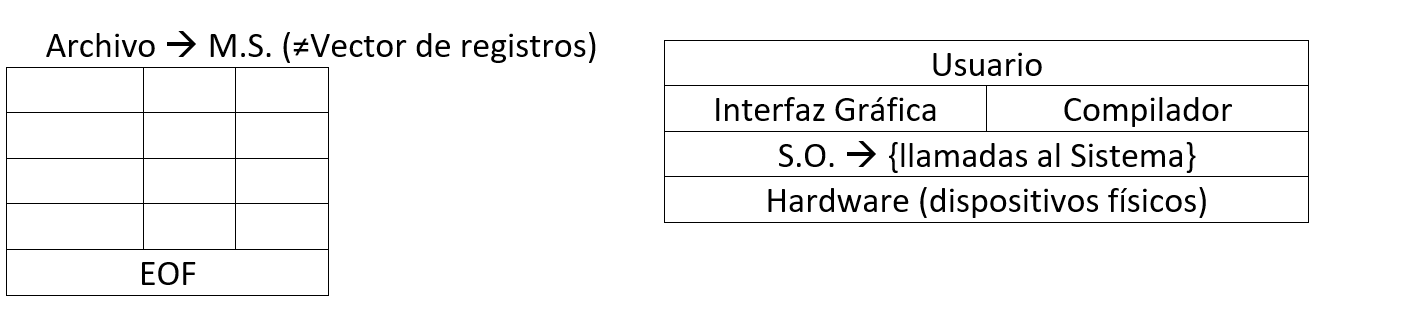 Archivo → M.S. (≠Vector de registros)
EOF
Usuario
Interfaz Gráfica
Compilador
S.O. → {llamadas al Sistema}
Hardware (dispositivos físicos)